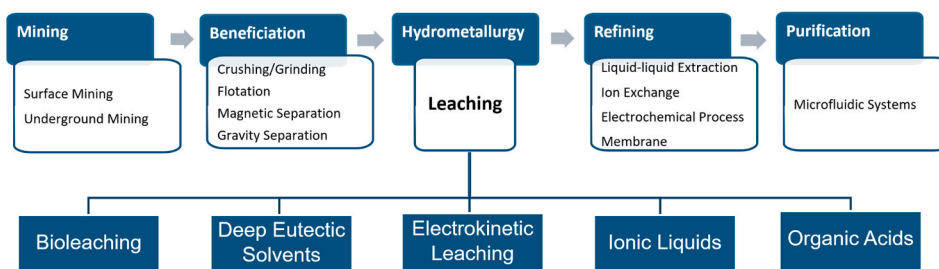 Mining
Surface Mining
Underground Mining
Beneficiation
Crushing/Grinding
Flotation
Magnetic Separation
Gravity Separation
Hydrometallurgy
Leaching
Refining
Liquid-liquid Extraction
Ion Exchange
Electrochemical Process
Membrane
Purification
Microfluidic Systems
Bioleaching
Deep Eutectic
Solvents
Electrokinetic
Leaching
Ionic Liquids
Organic Acids